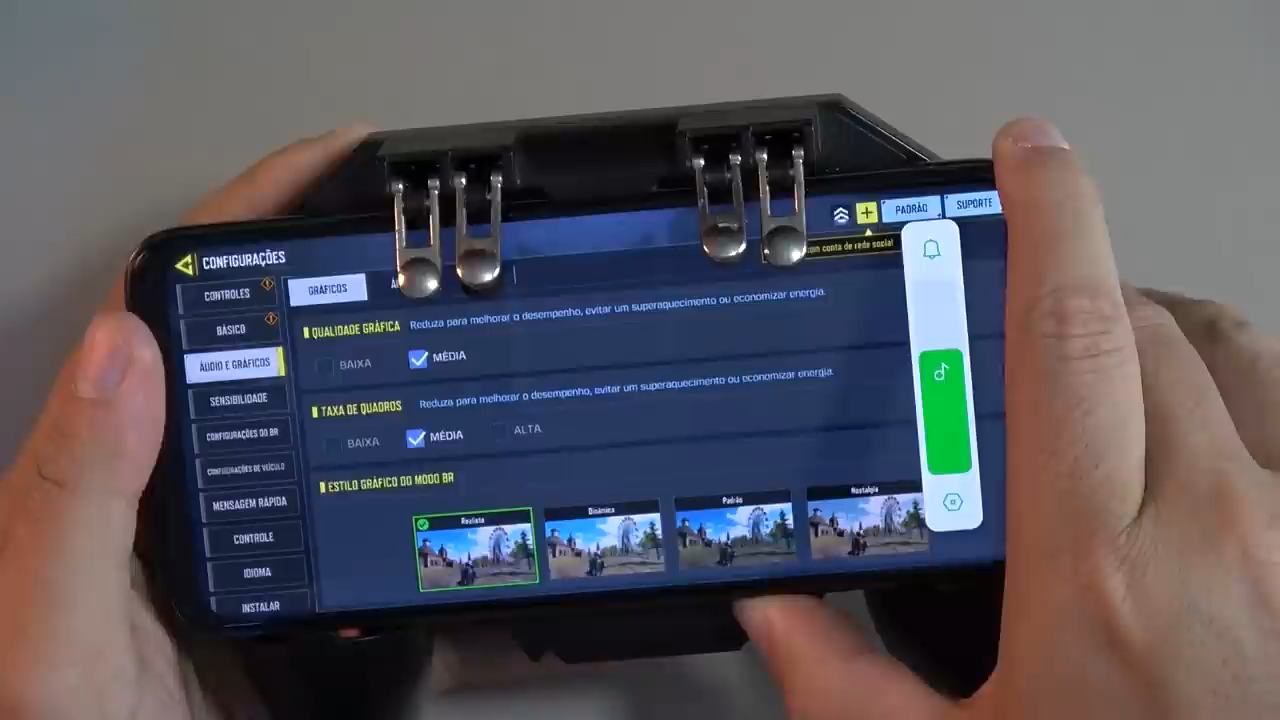 CONFIGURAÇÕES
PADRÃO
SUPORTE
com conta de rede social
CONTROLES
BÁSICO
ÁUDIO E GRÁFICOS
SENSIBILIDADE
CONFIGURAÇÕES DO BR
CONFIGURAÇÕES DE VEÍCULO
MENSAGEM RÁPIDA
CONTROLE
IDIOMA
INSTALAR
GRÁFICOS
QUALIDADE GRÁFICA
Reduza para melhorar o desempenho, evitar um superaquecimento ou economizar energia.
BAIXA
MÉDIA
TAXA DE QUADROS
Reduza para melhorar o desempenho, evitar um superaquecimento ou economizar energia.
BAIXA
MÉDIA
ALTA
ESTILO GRÁFICO DO MODO BR
Realista
Dinâmica
Padrão
Nostalgia